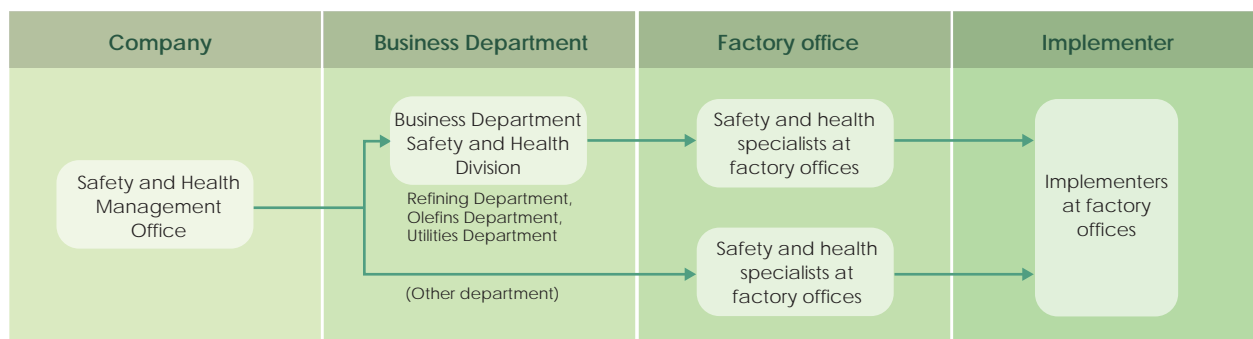 Company
Business Department
Factory office
Implementer
Safety and Health
Management
Office
Business Department
Safety and Health
Division
Refining Department,
Olefins Department,
Utilities Department
(Other department)
Safety and health
specialists at
factory offices
Safety and health
specialists at
factory offices
Implementers
at factory
offices